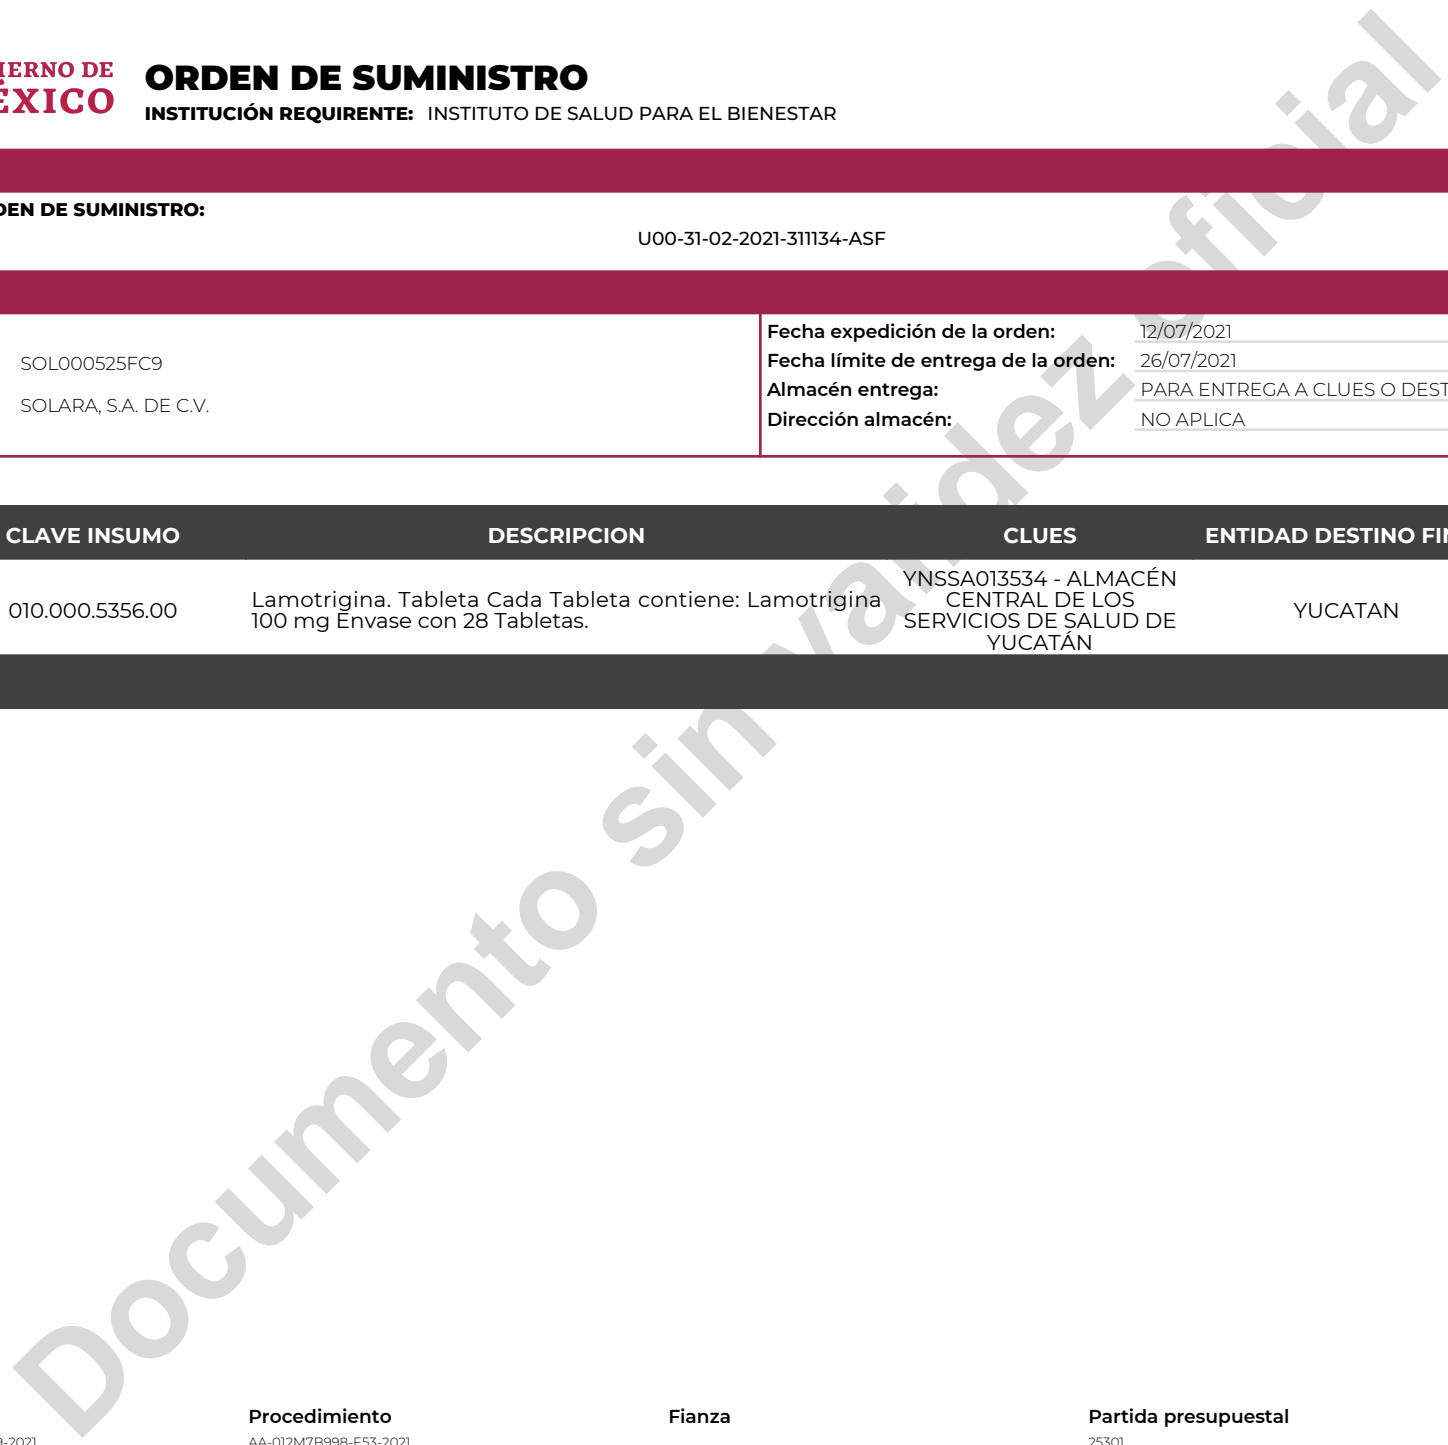 IERNO DE
ÉXICO
ORDEN DE SUMINISTRO
INSTITUCIÓN REQUIRENTE: INSTITUTO DE SALUD PARA EL BIENESTAR
DEN DE SUMINISTRO:
U00-31-02-2021-311134-ASF
SOL000525FC9
SOLARA, S.A. DE C.V.
Fecha expedición de la orden: 12/07/2021
Fecha límite de entrega de la orden: 26/07/2021
Almacén entrega: PARA ENTREGA A CLUES O DEST
Dirección almacén: NO APLICA
CLAVE INSUMO DESCRIPCION CLUES ENTIDAD DESTINO FIN
010.000.5356.00
Lamotrigina. Tableta Cada Tableta contiene: Lamotrigina
100 mg Envase con 28 Tabletas.
YNSSA013534 - ALMACÉN
CENTRAL DE LOS
SERVICIOS DE SALUD DE
YUCATÁN
YUCATAN
Documento sin validez oficial
Procedimiento Fianza Partida presupuestal
9-2021 AA-012M7B998-E53-2021 25301